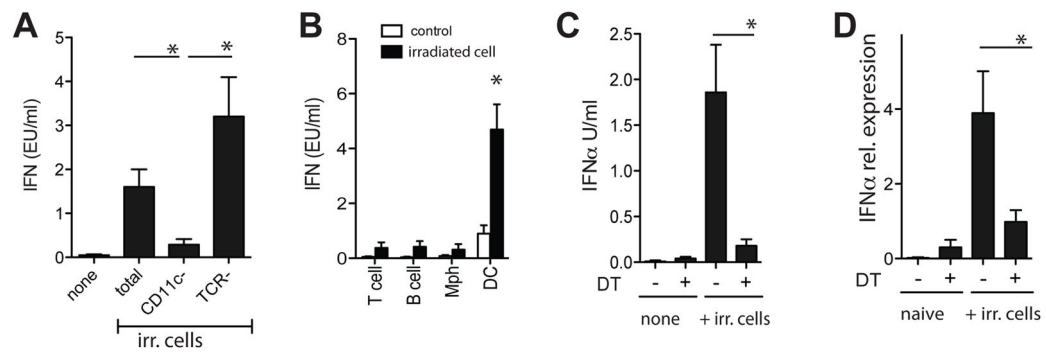 A
IFN (EU/ml)
5
4
3
2
1
0
*
*
none
total
CD11c-
TCR-
irr. cells
B
control
irradiated cell
IFN (EU/ml)
8
6
4
2
0
*
T cell
B cell
Mph
DC
C
IFNα U/ml
2.5
2.0
1.5
1.0
0.5
0.0
*
DT - + - +
none + irr. cells
D
IFNα rel. expression
4
2
0
*
DT - + - +
naive + irr. cells